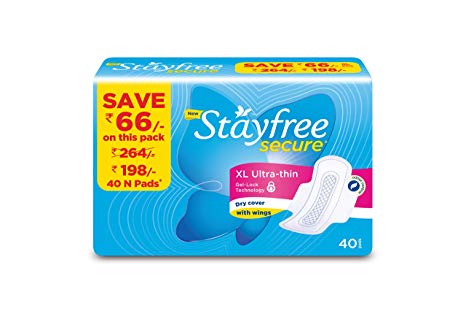 SAVE
₹66/-
on this pack
₹264/-
₹198/-
40 N Pads*
New
Stayfree
secure
XL Ultra-thin
Gel-Lock
Technology
Dry cover
with wings
SAVE ₹66/-
₹264/- ₹198/-
40